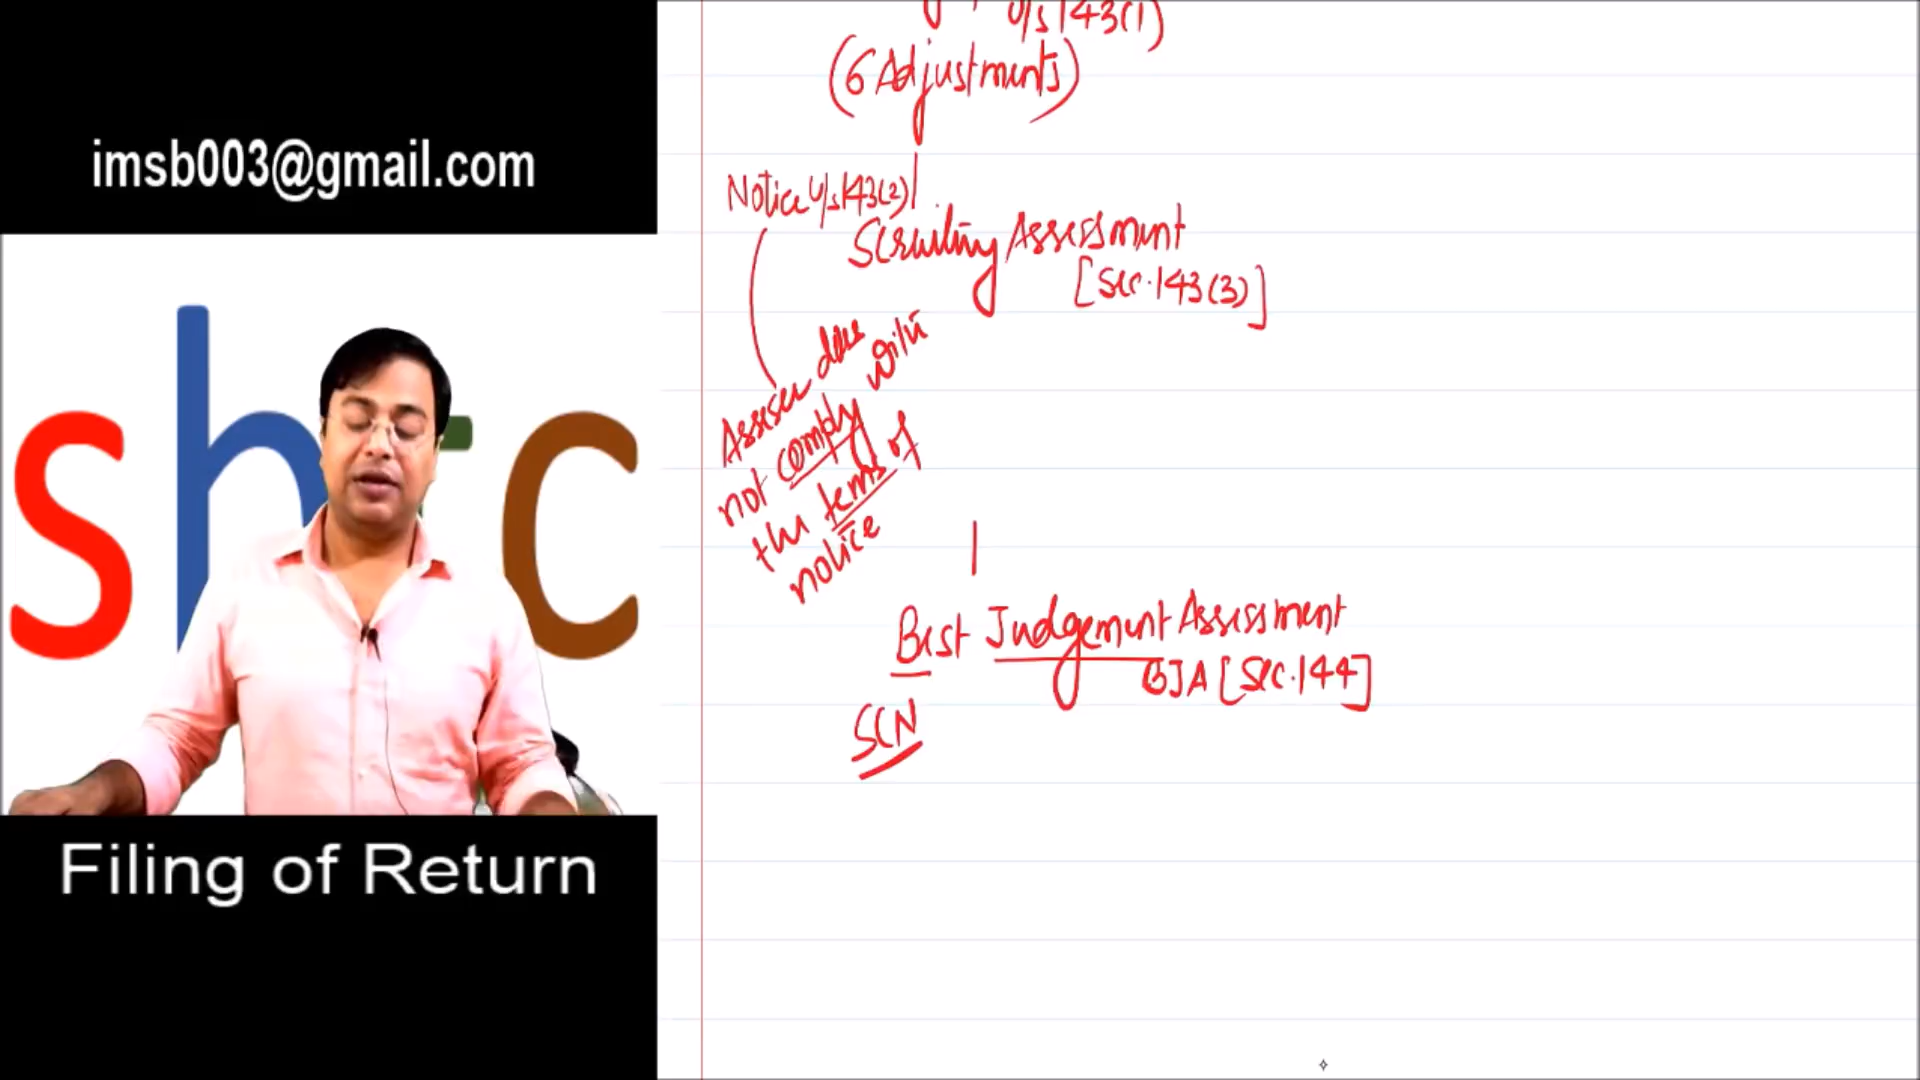 imsb003@gmail.com
shtc
Filing of Return
u/s 143(1)
(6 Adjustments)
Notice u/s 143(2)
Scrutiny Assessment
[Sec. 143(3)]
Assessee does
not comply with
the terms of
notice
Best Judgement Assessment
BJA [Sec. 144]
SCN